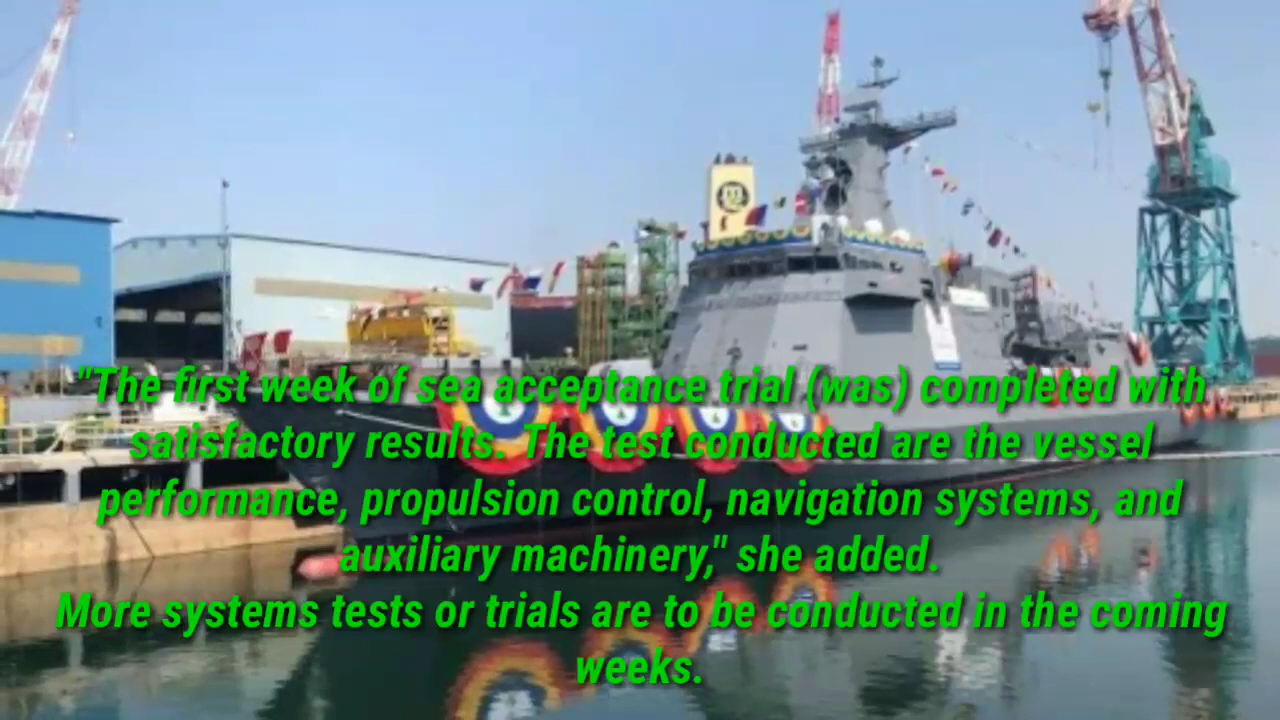 "The first week of sea acceptance trial (was) completed with
satisfactory results. The test conducted are the vessel
performance, propulsion control, navigation systems, and
auxiliary machinery," she added.
More systems tests or trials are to be conducted in the coming
weeks.